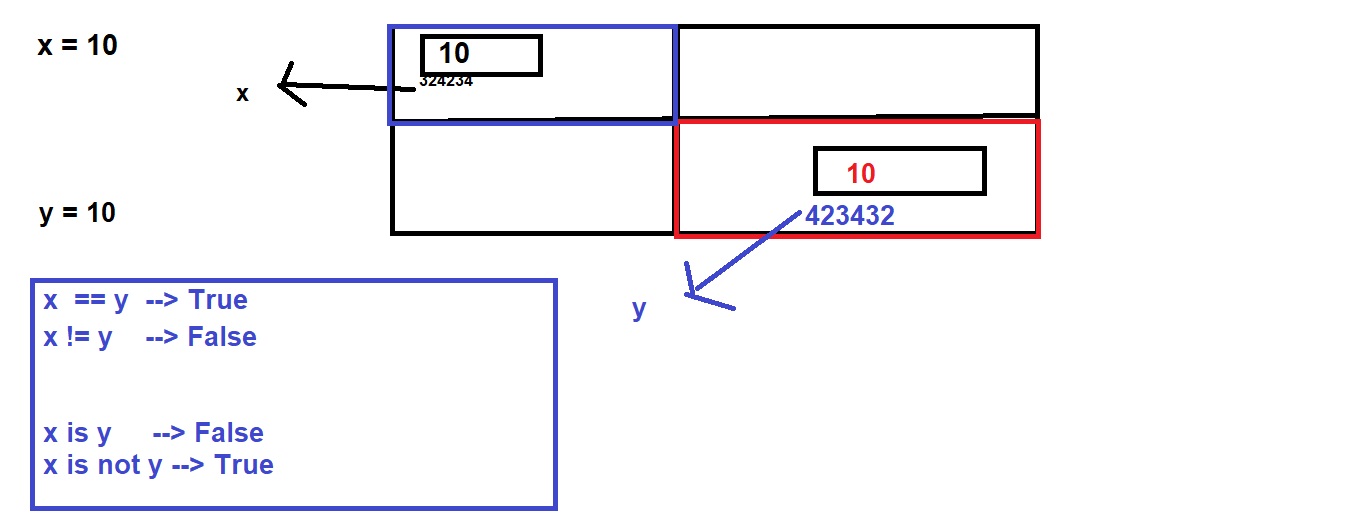 x = 10
10
324234
x
10
y = 10
423432
x == y --> True
y
x != y --> False
x is y --> False
x is not y --> True